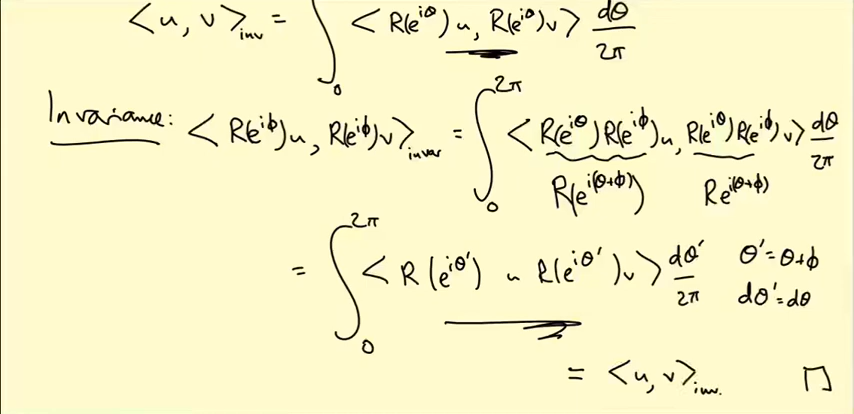 <u, v>_inv = ∫_0 <R(e^{iθ})u, R(e^{iθ})v> dθ/2π
Invariance: <R(e^{iϕ})u, R(e^{iϕ})v>_invar = ∫_0^{2π} <R(e^{iθ})R(e^{iϕ})u, R(e^{iθ})R(e^{iϕ})v> dθ/2π
R(e^{i(θ+ϕ)}) Re^{i(θ+ϕ)}
= ∫_0^{2π} <R(e^{iθ'}) u R(e^{iθ'})v> dθ'/2π θ'=θ+ϕ
dθ'=dθ
= <u, v>_inv. □